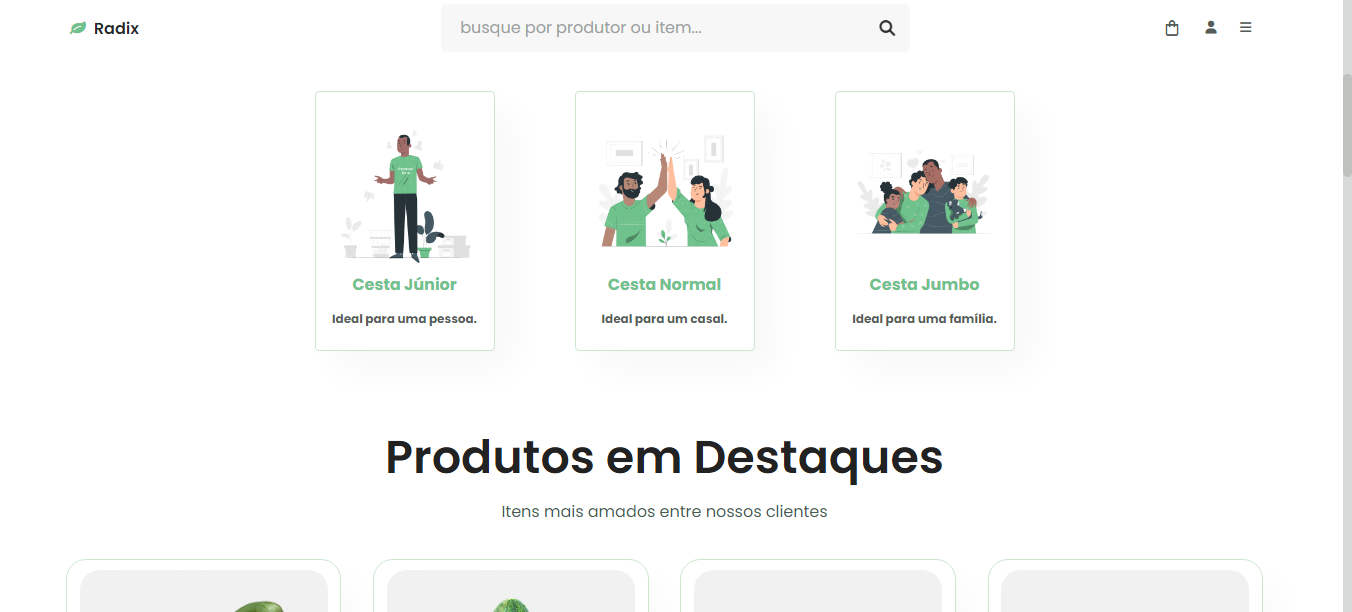 Radix
busque por produtor ou item...
Cesta Júnior
Ideal para uma pessoa.
Cesta Normal
Ideal para um casal.
Cesta Jumbo
Ideal para uma família.
Produtos em Destaques
Itens mais amados entre nossos clientes